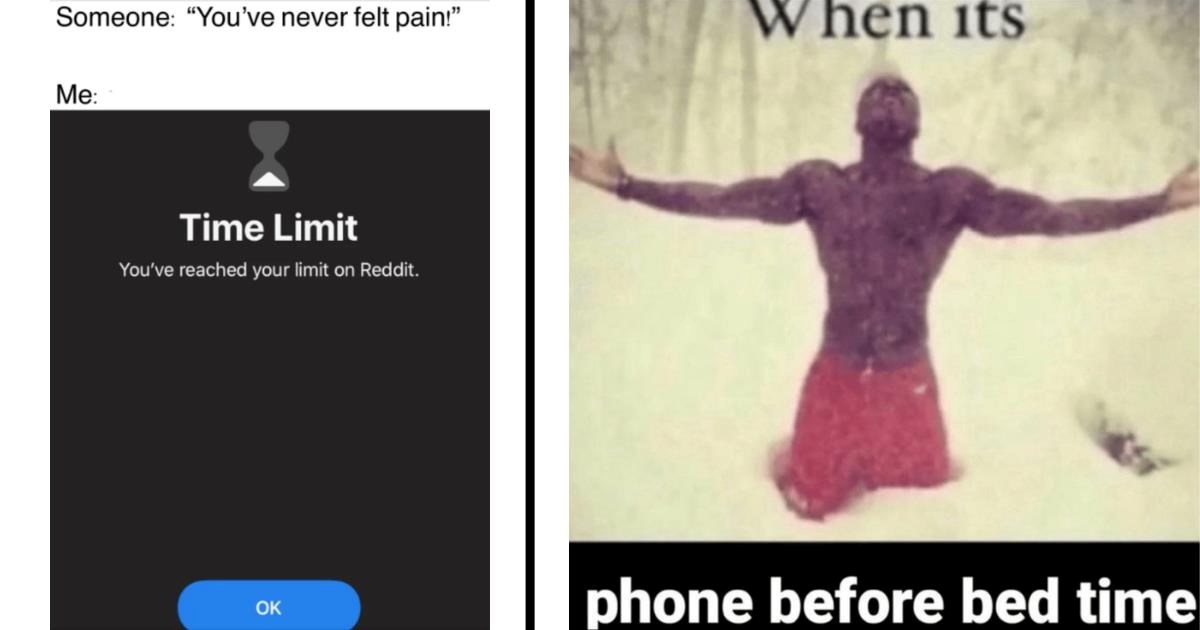 Someone: “You’ve never felt pain!”
Me:
Time Limit
You’ve reached your limit on Reddit.
OK
When its
phone before bed time